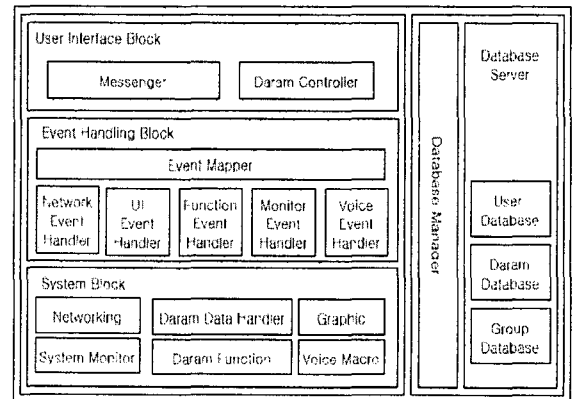 User Interface Block
Messenger
Daram Controller
Event Handling Block
Event Mapper
Network
Event
Handler
UI
Event
Handler
Function
Event
Handler
Monitor
Event
Handler
Voice
Event
Handler
System Block
Networking
Daram Data Handler
Graphic
System Monitor
Daram Function
Voice Macro
Database Manager
Database
Server
User
Database
Daram
Database
Group
Database